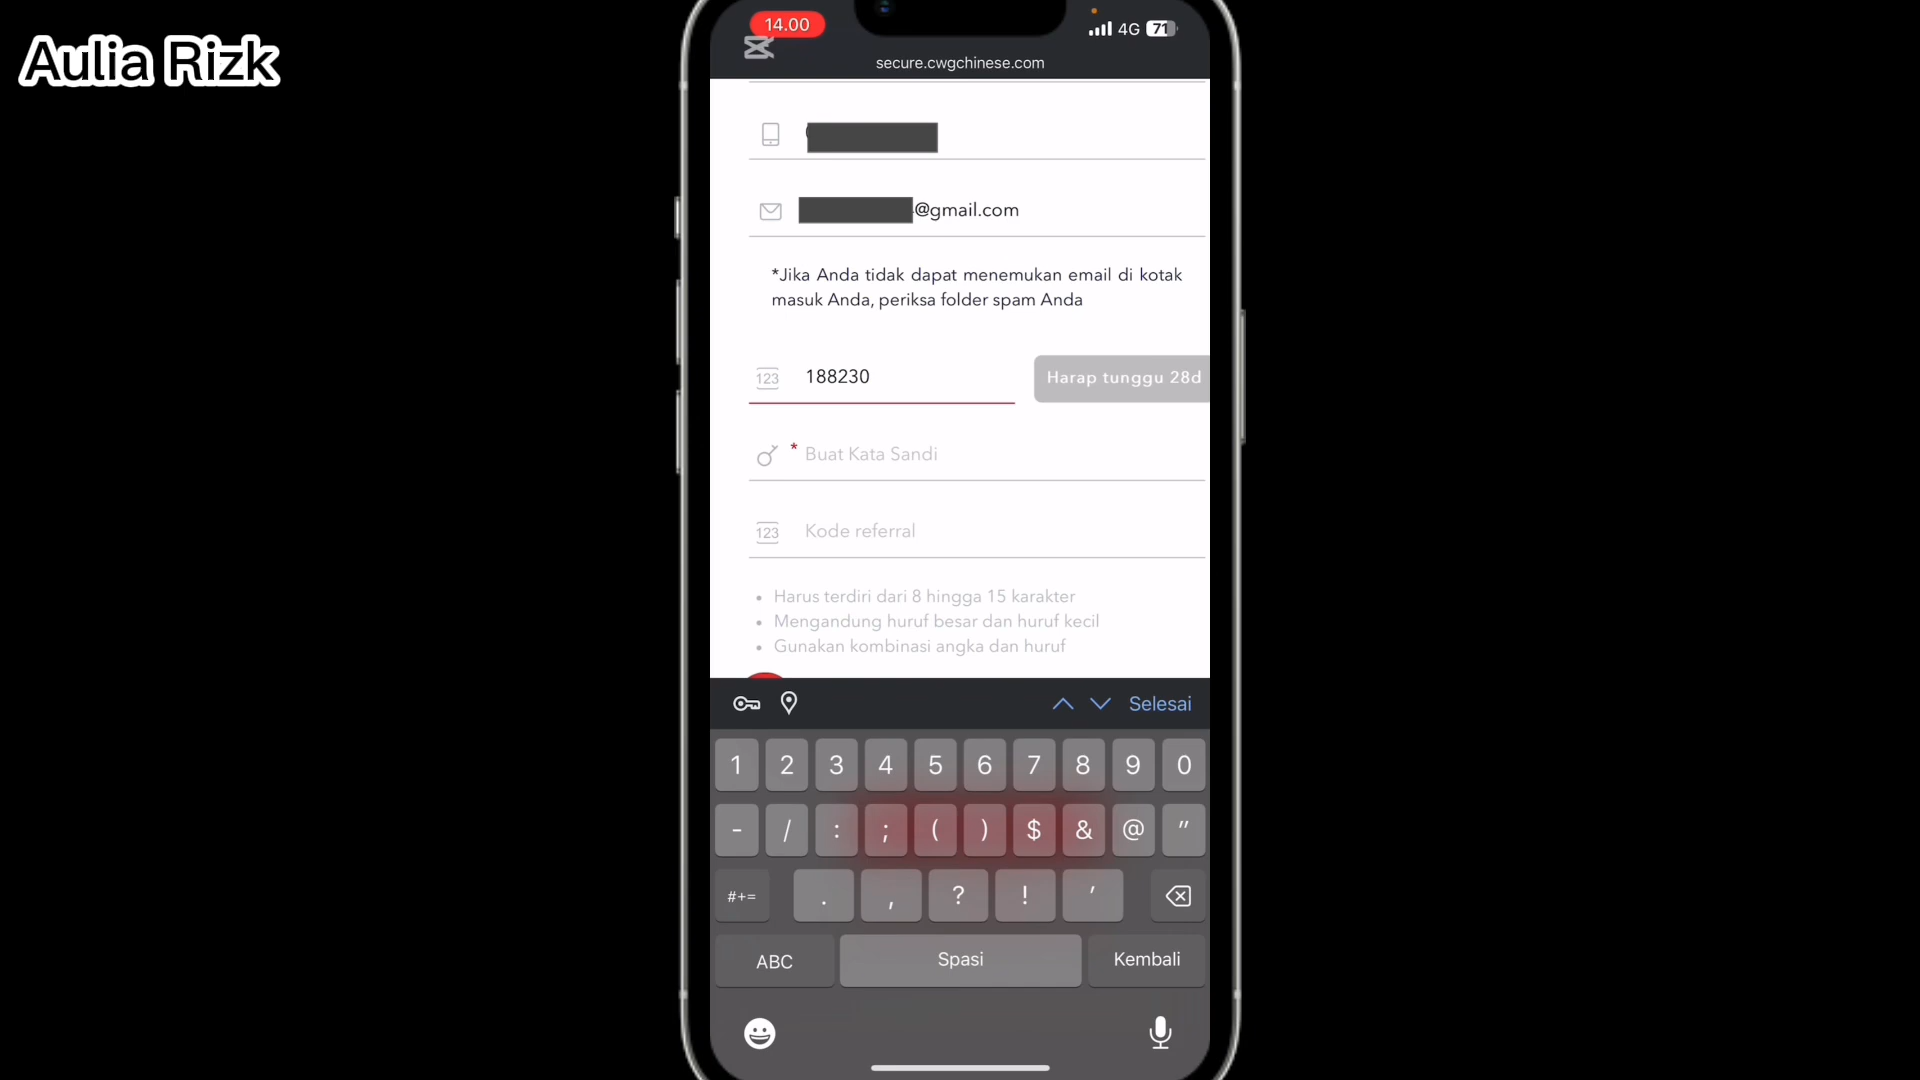 Aulia Rizk
14.00
4G 71
secure.cwgchinese.com
@gmail.com
*Jika Anda tidak dapat menemukan email di kotak
masuk Anda, periksa folder spam Anda
123 188230 Harap tunggu 28d
* Buat Kata Sandi
123 Kode referral
• Harus terdiri dari 8 hingga 15 karakter
• Mengandung huruf besar dan huruf kecil
• Gunakan kombinasi angka dan huruf
Selesai
1 2 3 4 5 6 7 8 9 0
- / : ; ( ) $ & @ "
#+= . , ? ! '
ABC Spasi Kembali